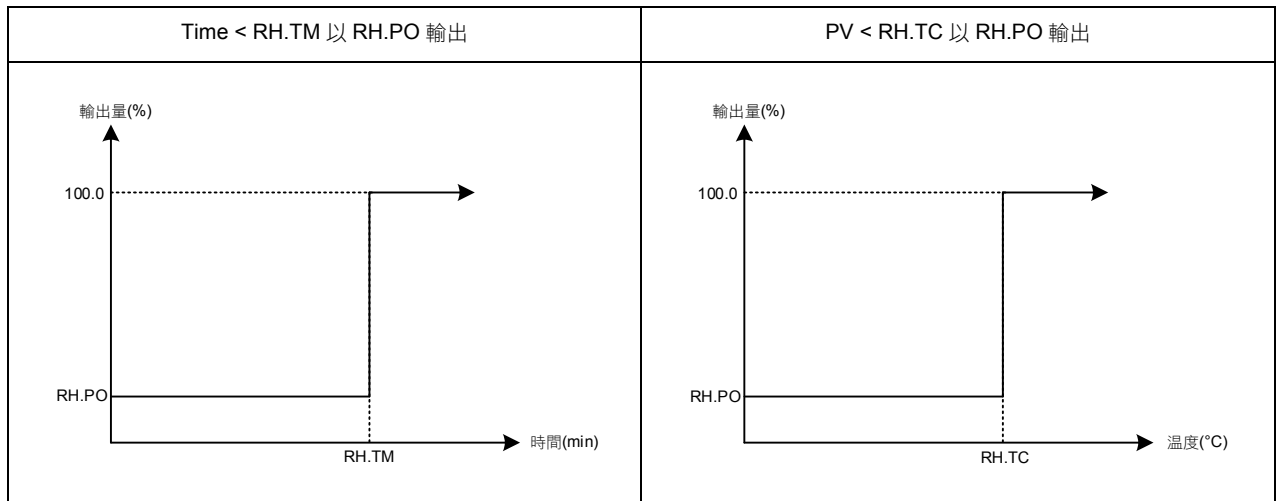 Time < RH.TM 以 RH.PO 輸出
PV < RH.TC 以 RH.PO 輸出
輸出量(%)
100.0
RH.PO
RH.TM
時間(min)
輸出量(%)
100.0
RH.PO
RH.TC
温度(°C)